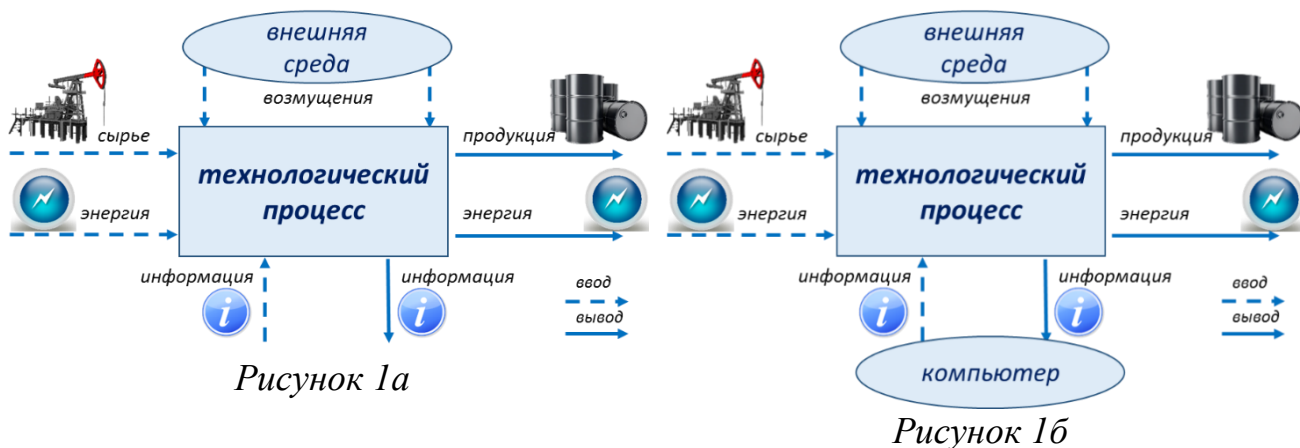 внешняя
среда
возмущения
сырье
продукция
технологический
процесс
энергия
энергия
информация
i
информация
i
ввод
вывод
Рисунок 1а
внешняя
среда
возмущения
сырье
продукция
технологический
процесс
энергия
энергия
информация
i
информация
i
ввод
вывод
компьютер
Рисунок 1б